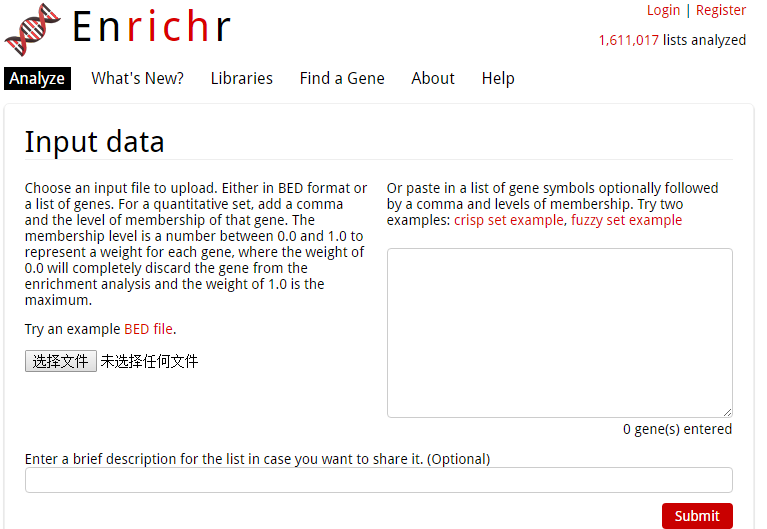 Enrichr
Login | Register
1,611,017 lists analyzed
Analyze What's New? Libraries Find a Gene About Help
Input data
Choose an input file to upload. Either in BED format or
a list of genes. For a quantitative set, add a comma
and the level of membership of that gene. The
membership level is a number between 0.0 and 1.0 to
represent a weight for each gene, where the weight of
0.0 will completely discard the gene from the
enrichment analysis and the weight of 1.0 is the
maximum.
Try an example BED file.
选择文件 未选择任何文件
Or paste in a list of gene symbols optionally followed
by a comma and levels of membership. Try two
examples: crisp set example, fuzzy set example
0 gene(s) entered
Enter a brief description for the list in case you want to share it. (Optional)
Submit